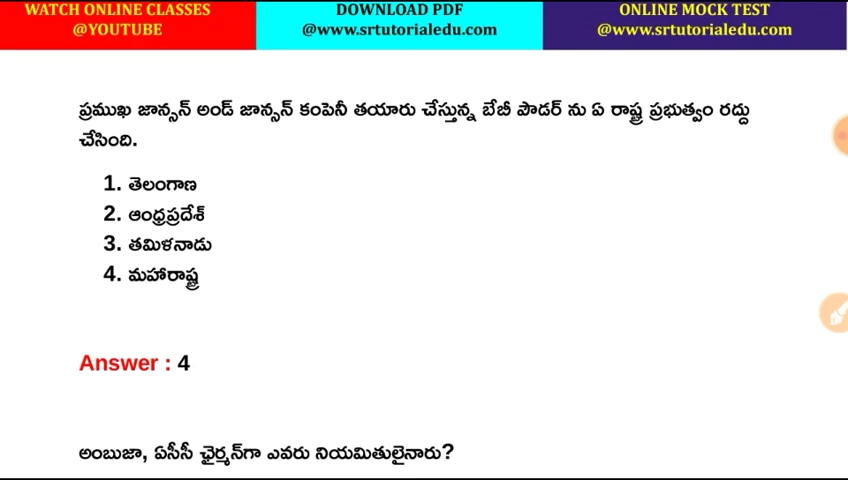 WATCH ONLINE CLASSES
@YOUTUBE
DOWNLOAD PDF
@www.srtutorialedu.com
ONLINE MOCK TEST
@www.srtutorialedu.com
ప్రముఖ జాన్సన్ అండ్ జాన్సన్ కంపెనీ తయారు చేస్తున్న బేబీ పౌడర్ ను ఏ రాష్ట్ర ప్రభుత్వం రద్దు
చేసింది.
1. తెలంగాణ
2. ఆంధ్రప్రదేశ్
3. తమిళనాడు
4. మహారాష్ట్ర
Answer : 4
అంబుజా, ఏసీసీ ఛైర్మన్‌గా ఎవరు నియమితులైనారు?